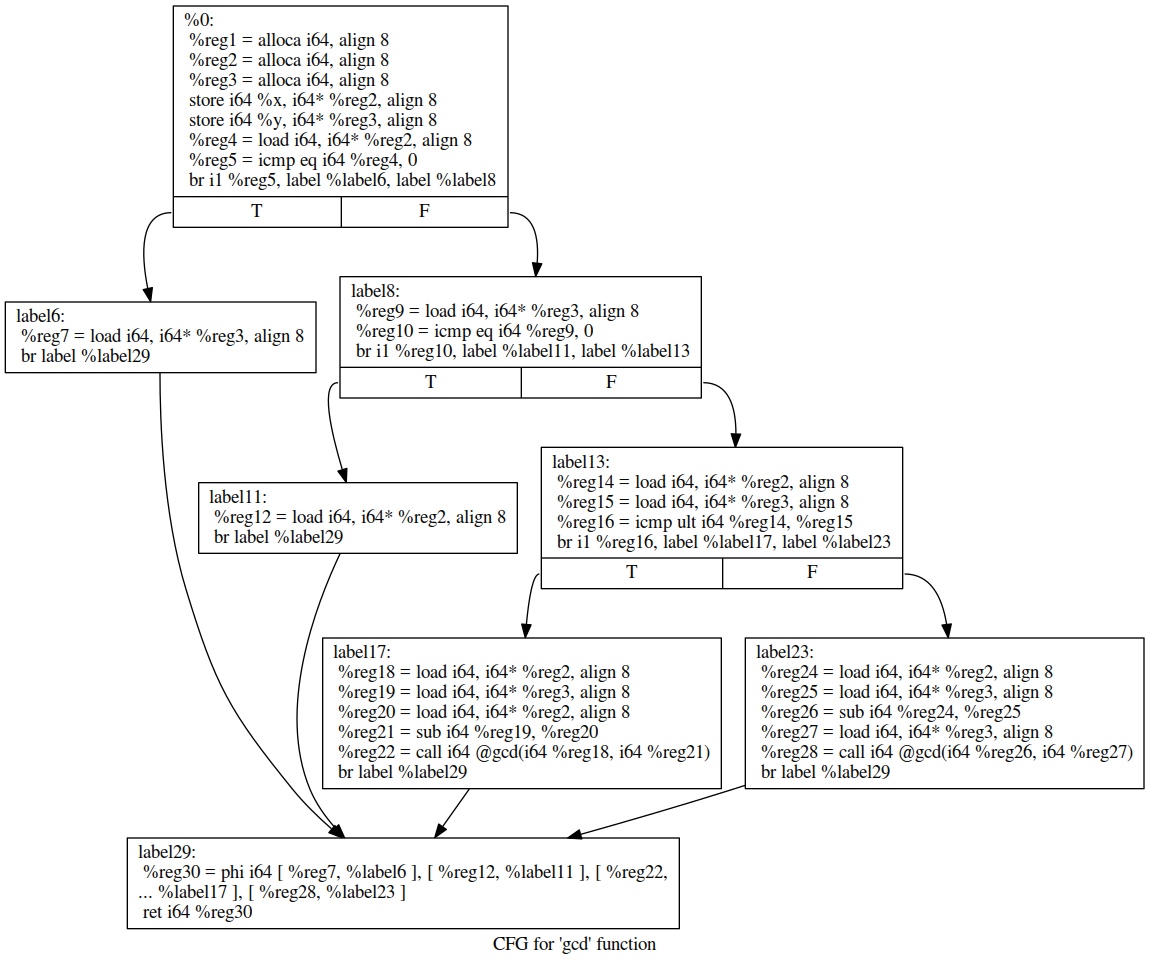 %0:
%reg1 = alloca i64, align 8
%reg2 = alloca i64, align 8
%reg3 = alloca i64, align 8
store i64 %x, i64* %reg2, align 8
store i64 %y, i64* %reg3, align 8
%reg4 = load i64, i64* %reg2, align 8
%reg5 = icmp eq i64 %reg4, 0
br i1 %reg5, label %label6, label %label8
T F
label6:
%reg7 = load i64, i64* %reg3, align 8
br label %label29
label8:
%reg9 = load i64, i64* %reg3, align 8
%reg10 = icmp eq i64 %reg9, 0
br i1 %reg10, label %label11, label %label13
T F
label11:
%reg12 = load i64, i64* %reg2, align 8
br label %label29
label13:
%reg14 = load i64, i64* %reg2, align 8
%reg15 = load i64, i64* %reg3, align 8
%reg16 = icmp ult i64 %reg14, %reg15
br i1 %reg16, label %label17, label %label23
T F
label17:
%reg18 = load i64, i64* %reg2, align 8
%reg19 = load i64, i64* %reg3, align 8
%reg20 = load i64, i64* %reg2, align 8
%reg21 = sub i64 %reg19, %reg20
%reg22 = call i64 @gcd(i64 %reg18, i64 %reg21)
br label %label29
label23:
%reg24 = load i64, i64* %reg2, align 8
%reg25 = load i64, i64* %reg3, align 8
%reg26 = sub i64 %reg24, %reg25
%reg27 = load i64, i64* %reg3, align 8
%reg28 = call i64 @gcd(i64 %reg26, i64 %reg27)
br label %label29
label29:
%reg30 = phi i64 [ %reg7, %label6 ], [ %reg12, %label11 ], [ %reg22,
... %label17 ], [ %reg28, %label23 ]
ret i64 %reg30
CFG for 'gcd' function